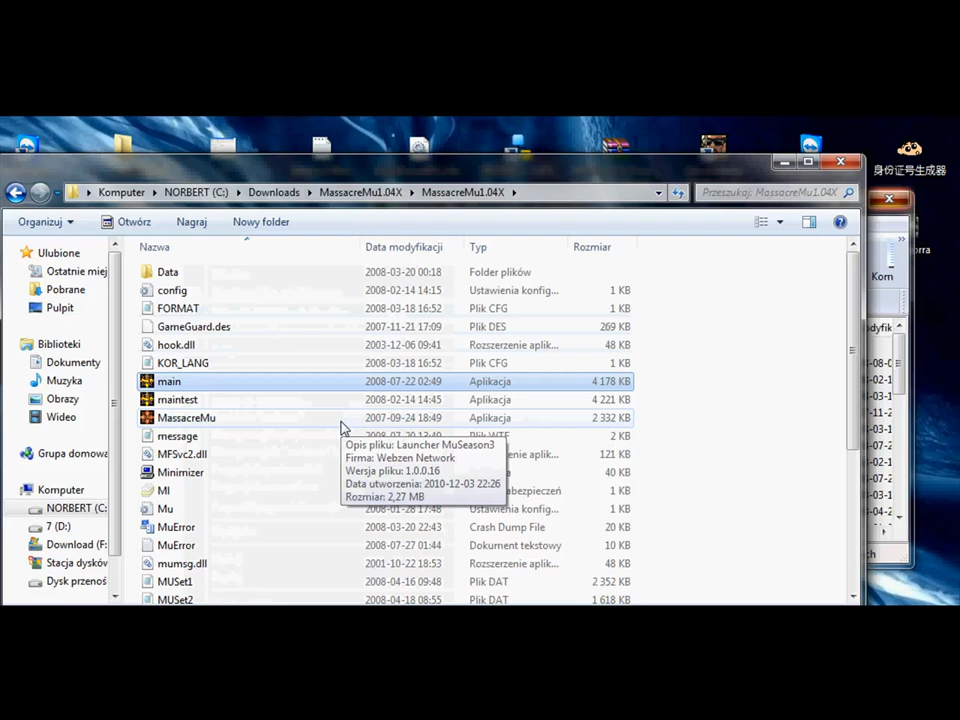 身份证号生成器
Komputer
NORBERT (C:)
Downloads
MassacreMu1.04X
MassacreMu1.04X
Przeszukaj: MassacreMu1.04X
Organizuj
Otwórz
Nagraj
Nowy folder
Kom
Nazwa
Data modyfikacji
Typ
Rozmiar
Ulubione
Ostatnie miej
Pobrane
Pulpit
Biblioteki
Dokumenty
Muzyka
Obrazy
Wideo
Grupa domowa
Komputer
NORBERT (C:
7 (D:)
Download (F:
Stacja dysków
Dysk przenoś
Data 2008-03-20 00:18 Folder plików
config 2008-02-14 14:15 Ustawienia konfig... 1 KB
FORMAT 2008-03-18 16:52 Plik CFG 1 KB
GameGuard.des 2007-11-21 17:09 Plik DES 269 KB
hook.dll 2003-12-06 09:41 Rozszerzenie aplik... 48 KB
KOR_LANG 2008-03-18 16:52 Plik CFG 1 KB
main 2008-07-22 02:49 Aplikacja 4 178 KB
maintest 2008-02-14 14:45 Aplikacja 4 221 KB
MassacreMu 2007-09-24 18:49 Aplikacja 2 332 KB
message 2008-07-20 13:49 Plik WTF 2 KB
MFSvc2.dll enie aplik... 121 KB
Minimizer 40 KB
MI bezpieczeń 1 KB
Mu 2008-01-28 17:48 Ustawienia konfig... 1 KB
MuError 2008-03-20 22:43 Crash Dump File 20 KB
MuError 2008-07-27 01:44 Dokument tekstowy 10 KB
mumsg.dll 2001-10-22 18:53 Rozszerzenie aplik... 48 KB
MUSet1 2008-04-16 09:48 Plik DAT 2 352 KB
MUSet2 2008-04-18 08:55 Plik DAT 1 618 KB
Opis pliku: Launcher MuSeason3
Firma: Webzen Network
Wersja pliku: 1.0.0.16
Data utworzenia: 2010-12-03 22:26
Rozmiar: 2,27 MB